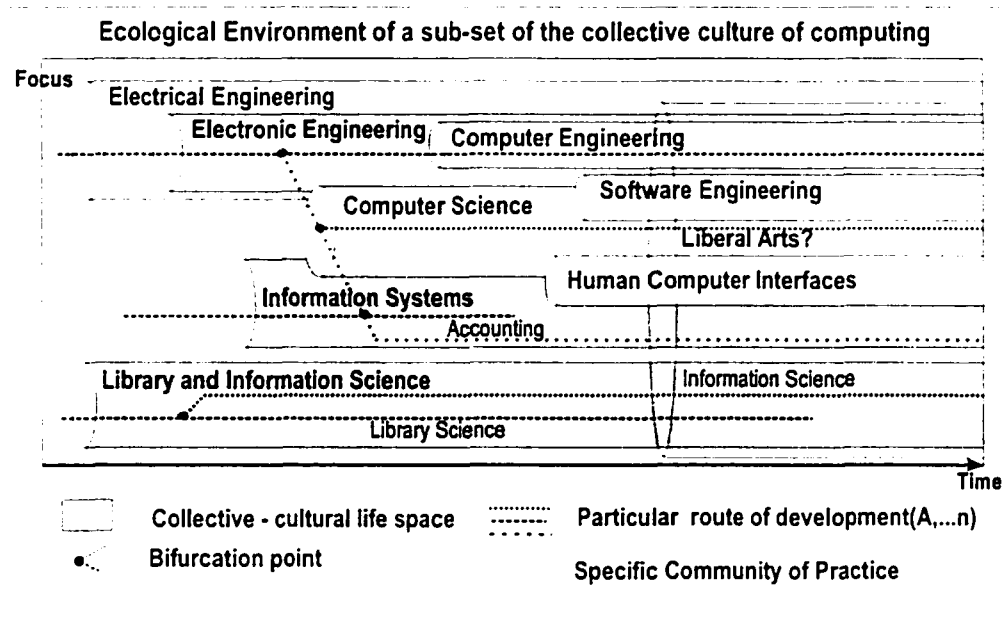 Ecological Environment of a sub-set of the collective culture of computing
Focus
Electrical Engineering
Electronic Engineering
Computer Engineering
Software Engineering
Computer Science
Liberal Arts?
Human Computer Interfaces
Information Systems
Accounting
Library and Information Science
Information Science
Library Science
Time
Collective - cultural life space
Particular route of development(A,...n)
Bifurcation point
Specific Community of Practice